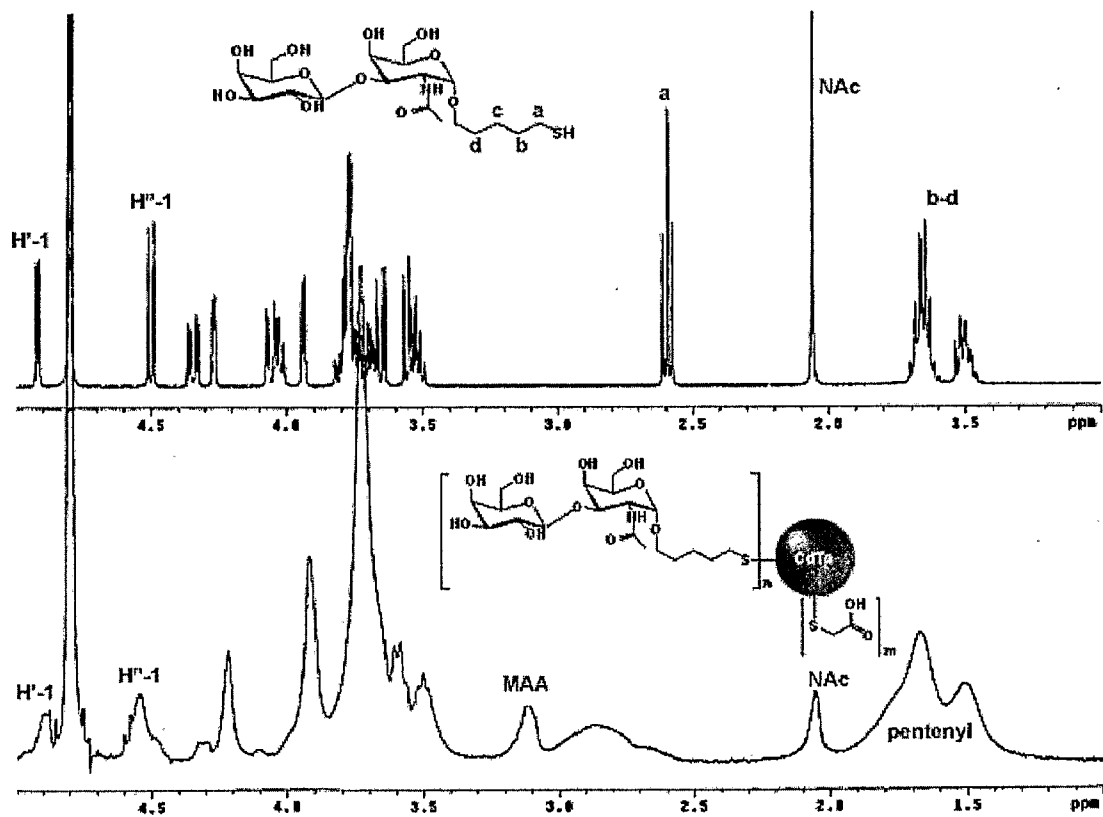 OH OH
OH OH
HO O O O
OH NH
O O
c a
d b SH
NAc
a
H'-1
H"-1
b-d
4.5 4.0 3.5 3.0 2.5 2.0 1.5 ppm
OH OH
OH OH
HO O O O
OH NH
O O
S n
CdTe
S OH
O m
H'-1
H"-1
MAA
NAc
pentenyl
4.5 4.0 3.5 3.0 2.5 2.0 1.5 ppm